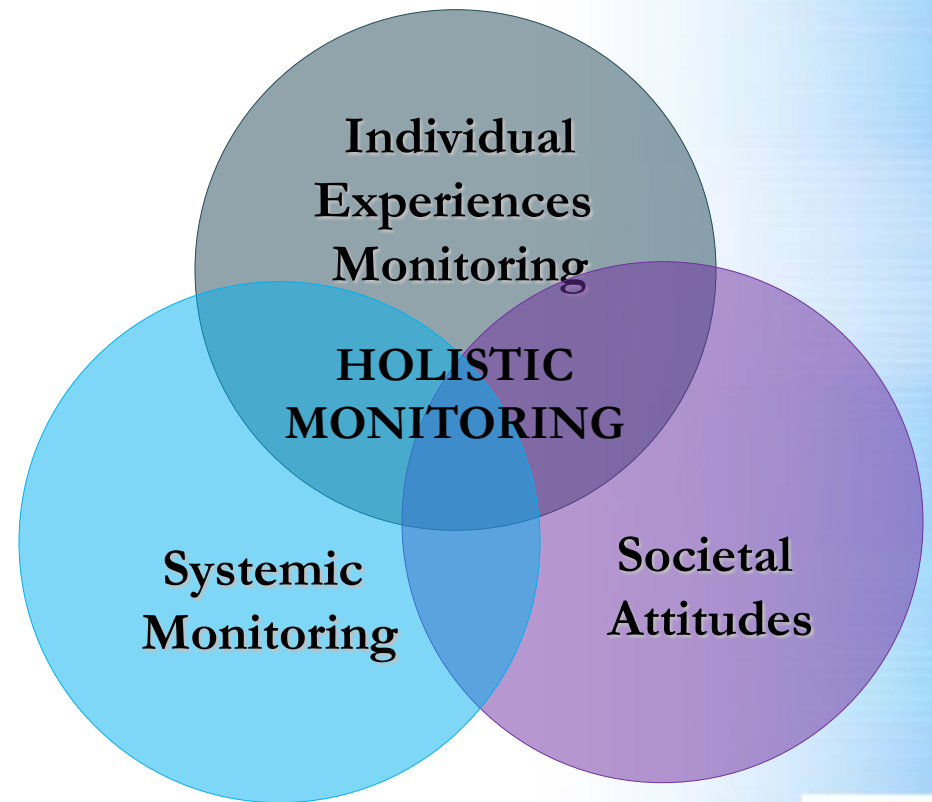 Individual
Experiences
Monitoring
HOLISTIC
MONITORING
Systemic
Monitoring
Societal
Attitudes